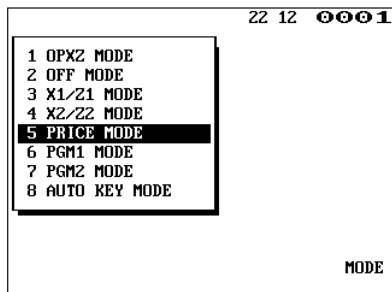 22 12 0001
1 OPXZ MODE
2 OFF MODE
3 X1/Z1 MODE
4 X2/Z2 MODE
5 PRICE MODE
6 PGM1 MODE
7 PGM2 MODE
8 AUTO KEY MODE
MODE